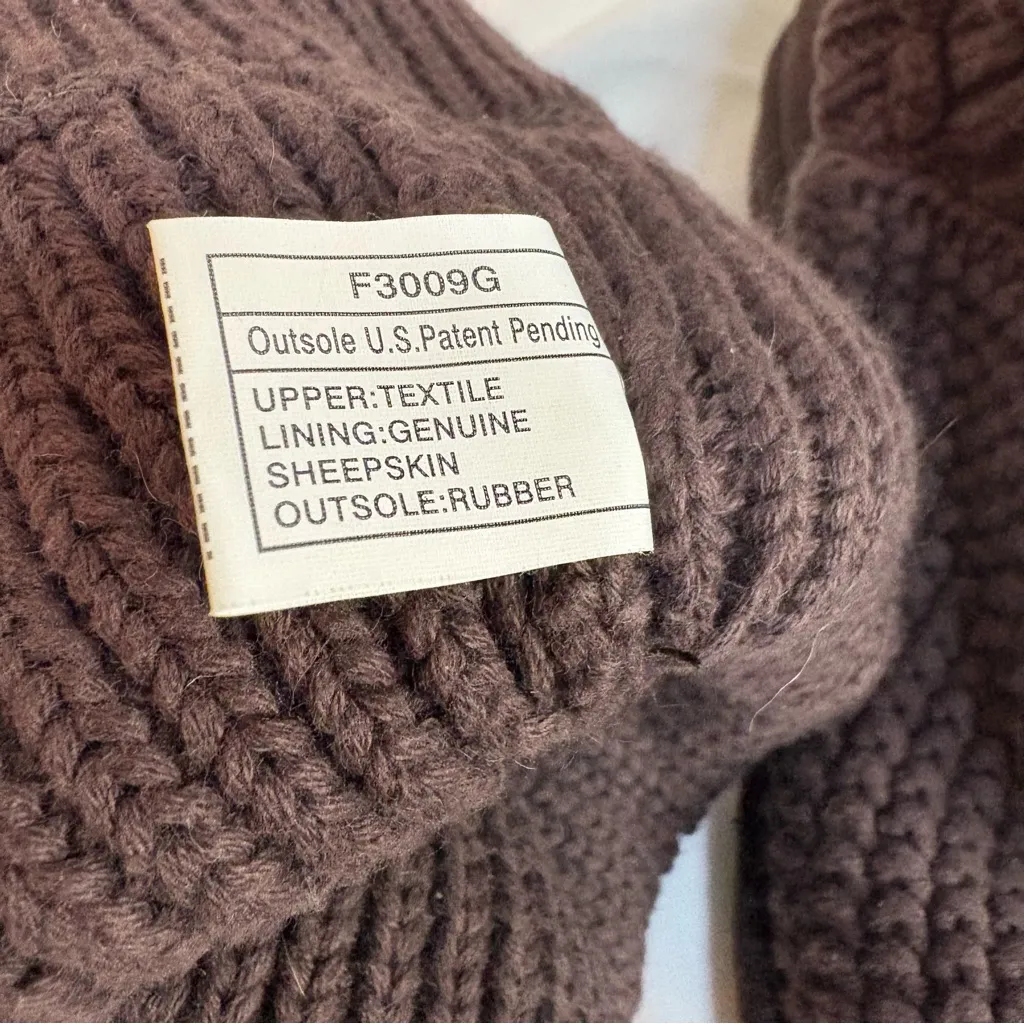 F3009G
Outsole U.S.Patent Pending
UPPER:TEXTILE
LINING:GENUINE
SHEEPSKIN
OUTSOLE:RUBBER